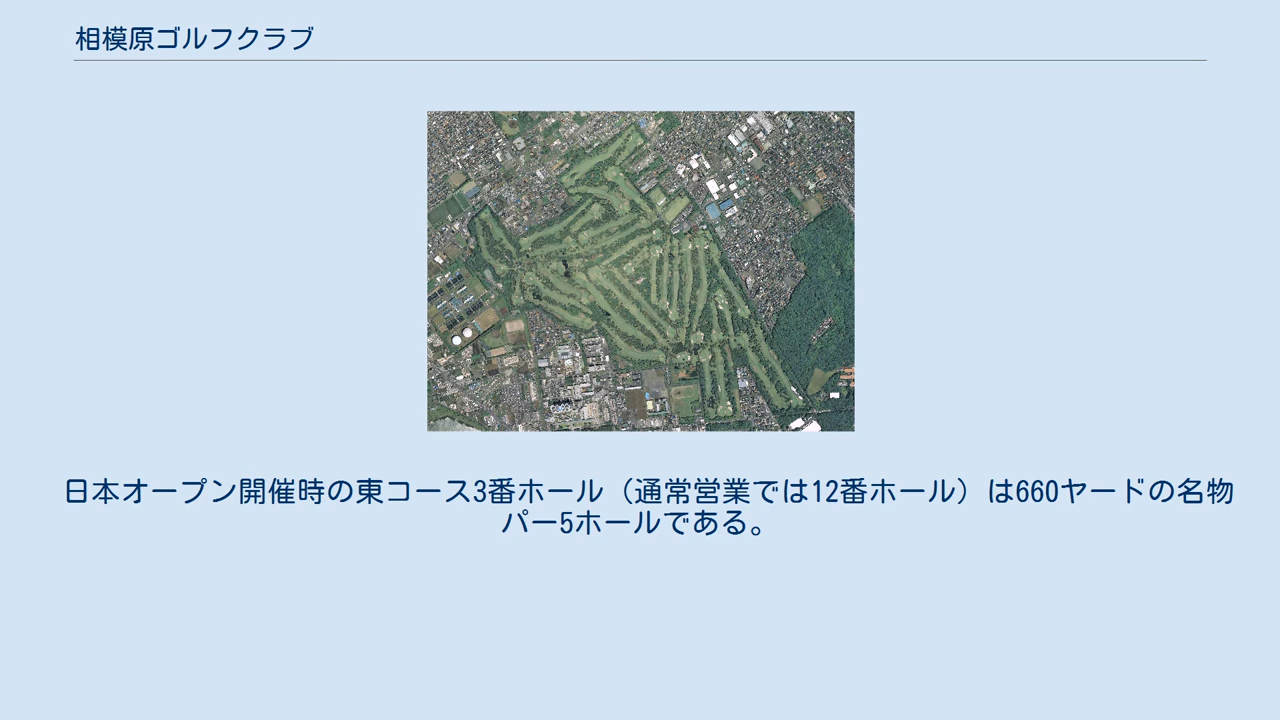 相模原ゴルフクラブ
日本オープン開催時の東コース3番ホール（通常営業では12番ホール）は660ヤードの名物
パー5ホールである。